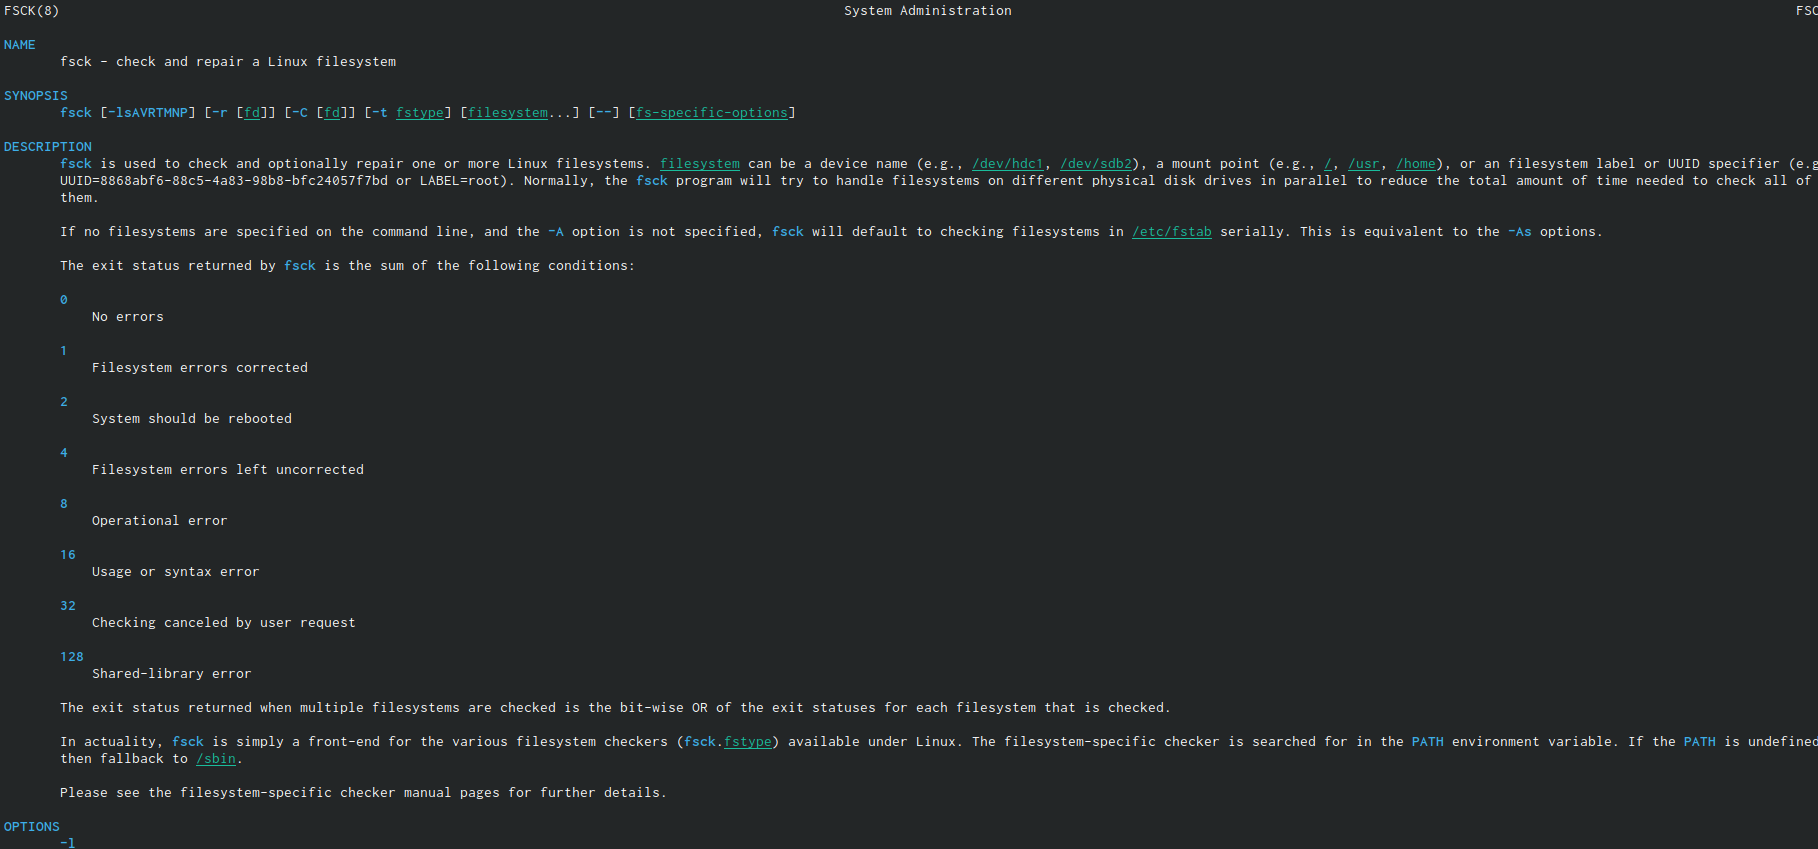 FSCK(8) System Administration FSC
NAME
fsck - check and repair a Linux filesystem
SYNOPSIS
fsck [-lsAVRTMNP] [-r [fd]] [-C [fd]] [-t fstype] [filesystem...] [--] [fs-specific-options]
DESCRIPTION
fsck is used to check and optionally repair one or more Linux filesystems. filesystem can be a device name (e.g., /dev/hdc1, /dev/sdb2), a mount point (e.g., /, /usr, /home), or an filesystem label or UUID specifier (e.g
UUID=8868abf6-88c5-4a83-98b8-bfc24057f7bd or LABEL=root). Normally, the fsck program will try to handle filesystems on different physical disk drives in parallel to reduce the total amount of time needed to check all of
them.
If no filesystems are specified on the command line, and the -A option is not specified, fsck will default to checking filesystems in /etc/fstab serially. This is equivalent to the -As options.
The exit status returned by fsck is the sum of the following conditions:
0
No errors
1
Filesystem errors corrected
2
System should be rebooted
4
Filesystem errors left uncorrected
8
Operational error
16
Usage or syntax error
32
Checking canceled by user request
128
Shared-library error
The exit status returned when multiple filesystems are checked is the bit-wise OR of the exit statuses for each filesystem that is checked.
In actuality, fsck is simply a front-end for the various filesystem checkers (fsck.fstype) available under Linux. The filesystem-specific checker is searched for in the PATH environment variable. If the PATH is undefined
then fallback to /sbin.
Please see the filesystem-specific checker manual pages for further details.
OPTIONS
-l